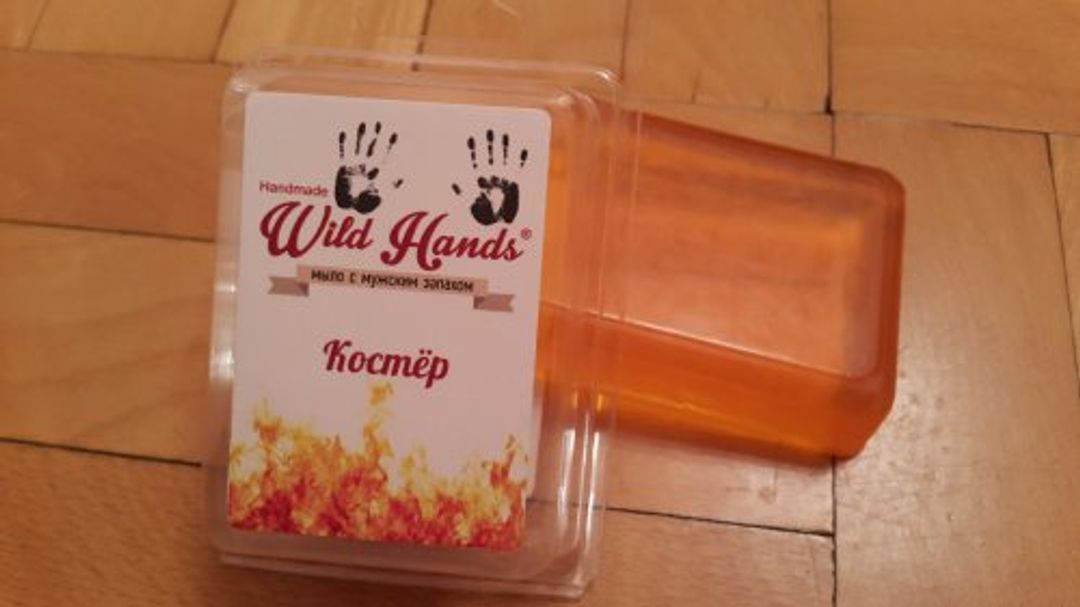 Handmade
Wild Hands®
мыло с мужским запахом
Костёр